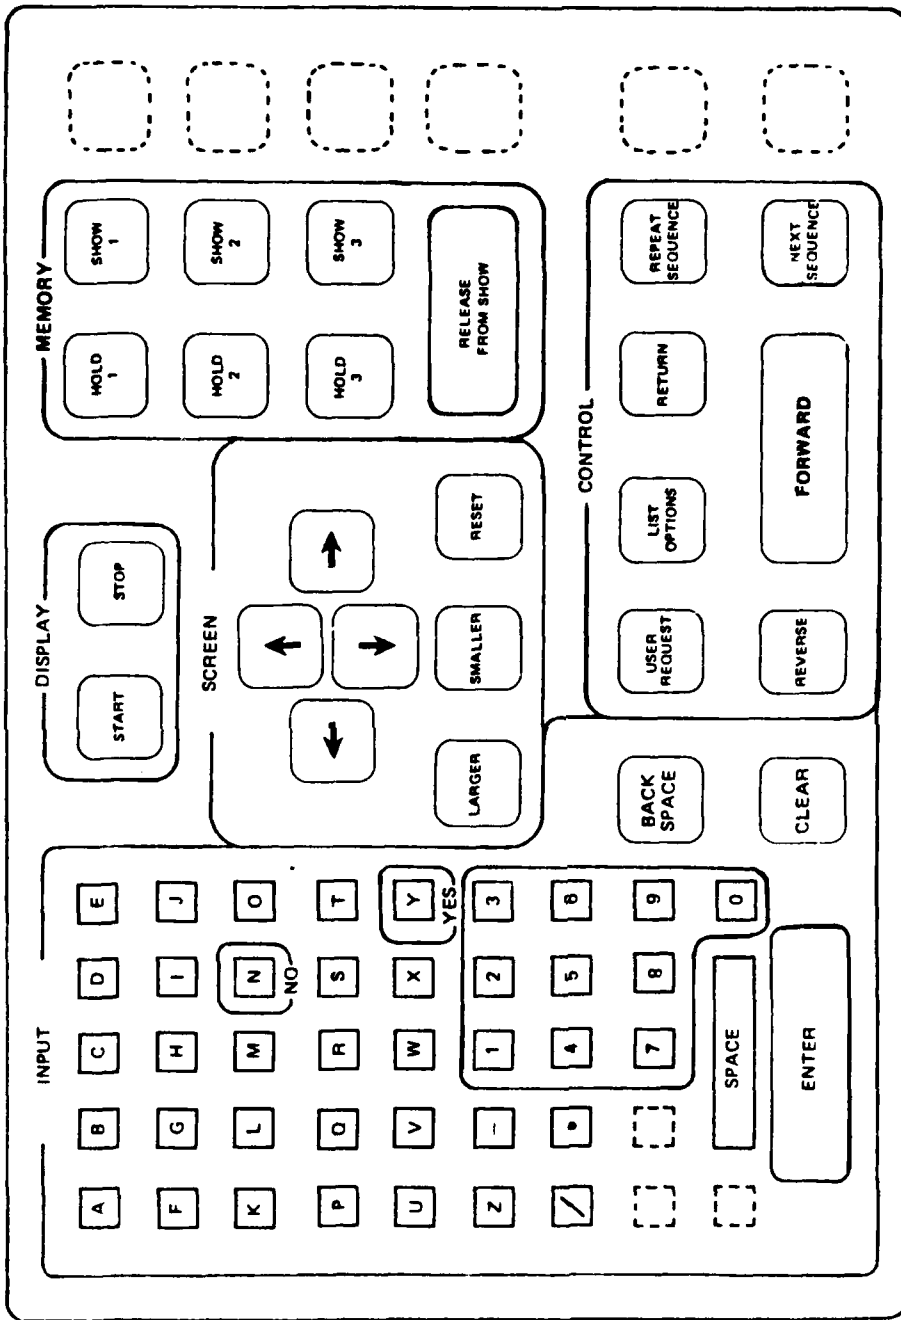 INPUT
A B C D E
F G H I J
K L M N O
NO
P Q R S T
U V W X Y
YES
Z - 1 2 3
/ • 4 5 6
7 8 9
SPACE 0
ENTER
BACK
SPACE
CLEAR
DISPLAY
START STOP
SCREEN
← ↑ ↓ →
LARGER SMALLER RESET
MEMORY
HOLD
1
SHOW
1
HOLD
2
SHOW
2
HOLD
3
SHOW
3
RELEASE
FROM SHOW
CONTROL
USER
REQUEST
LIST
OPTIONS
RETURN
REPEAT
SEQUENCE
REVERSE
FORWARD
NEXT
SEQUENCE